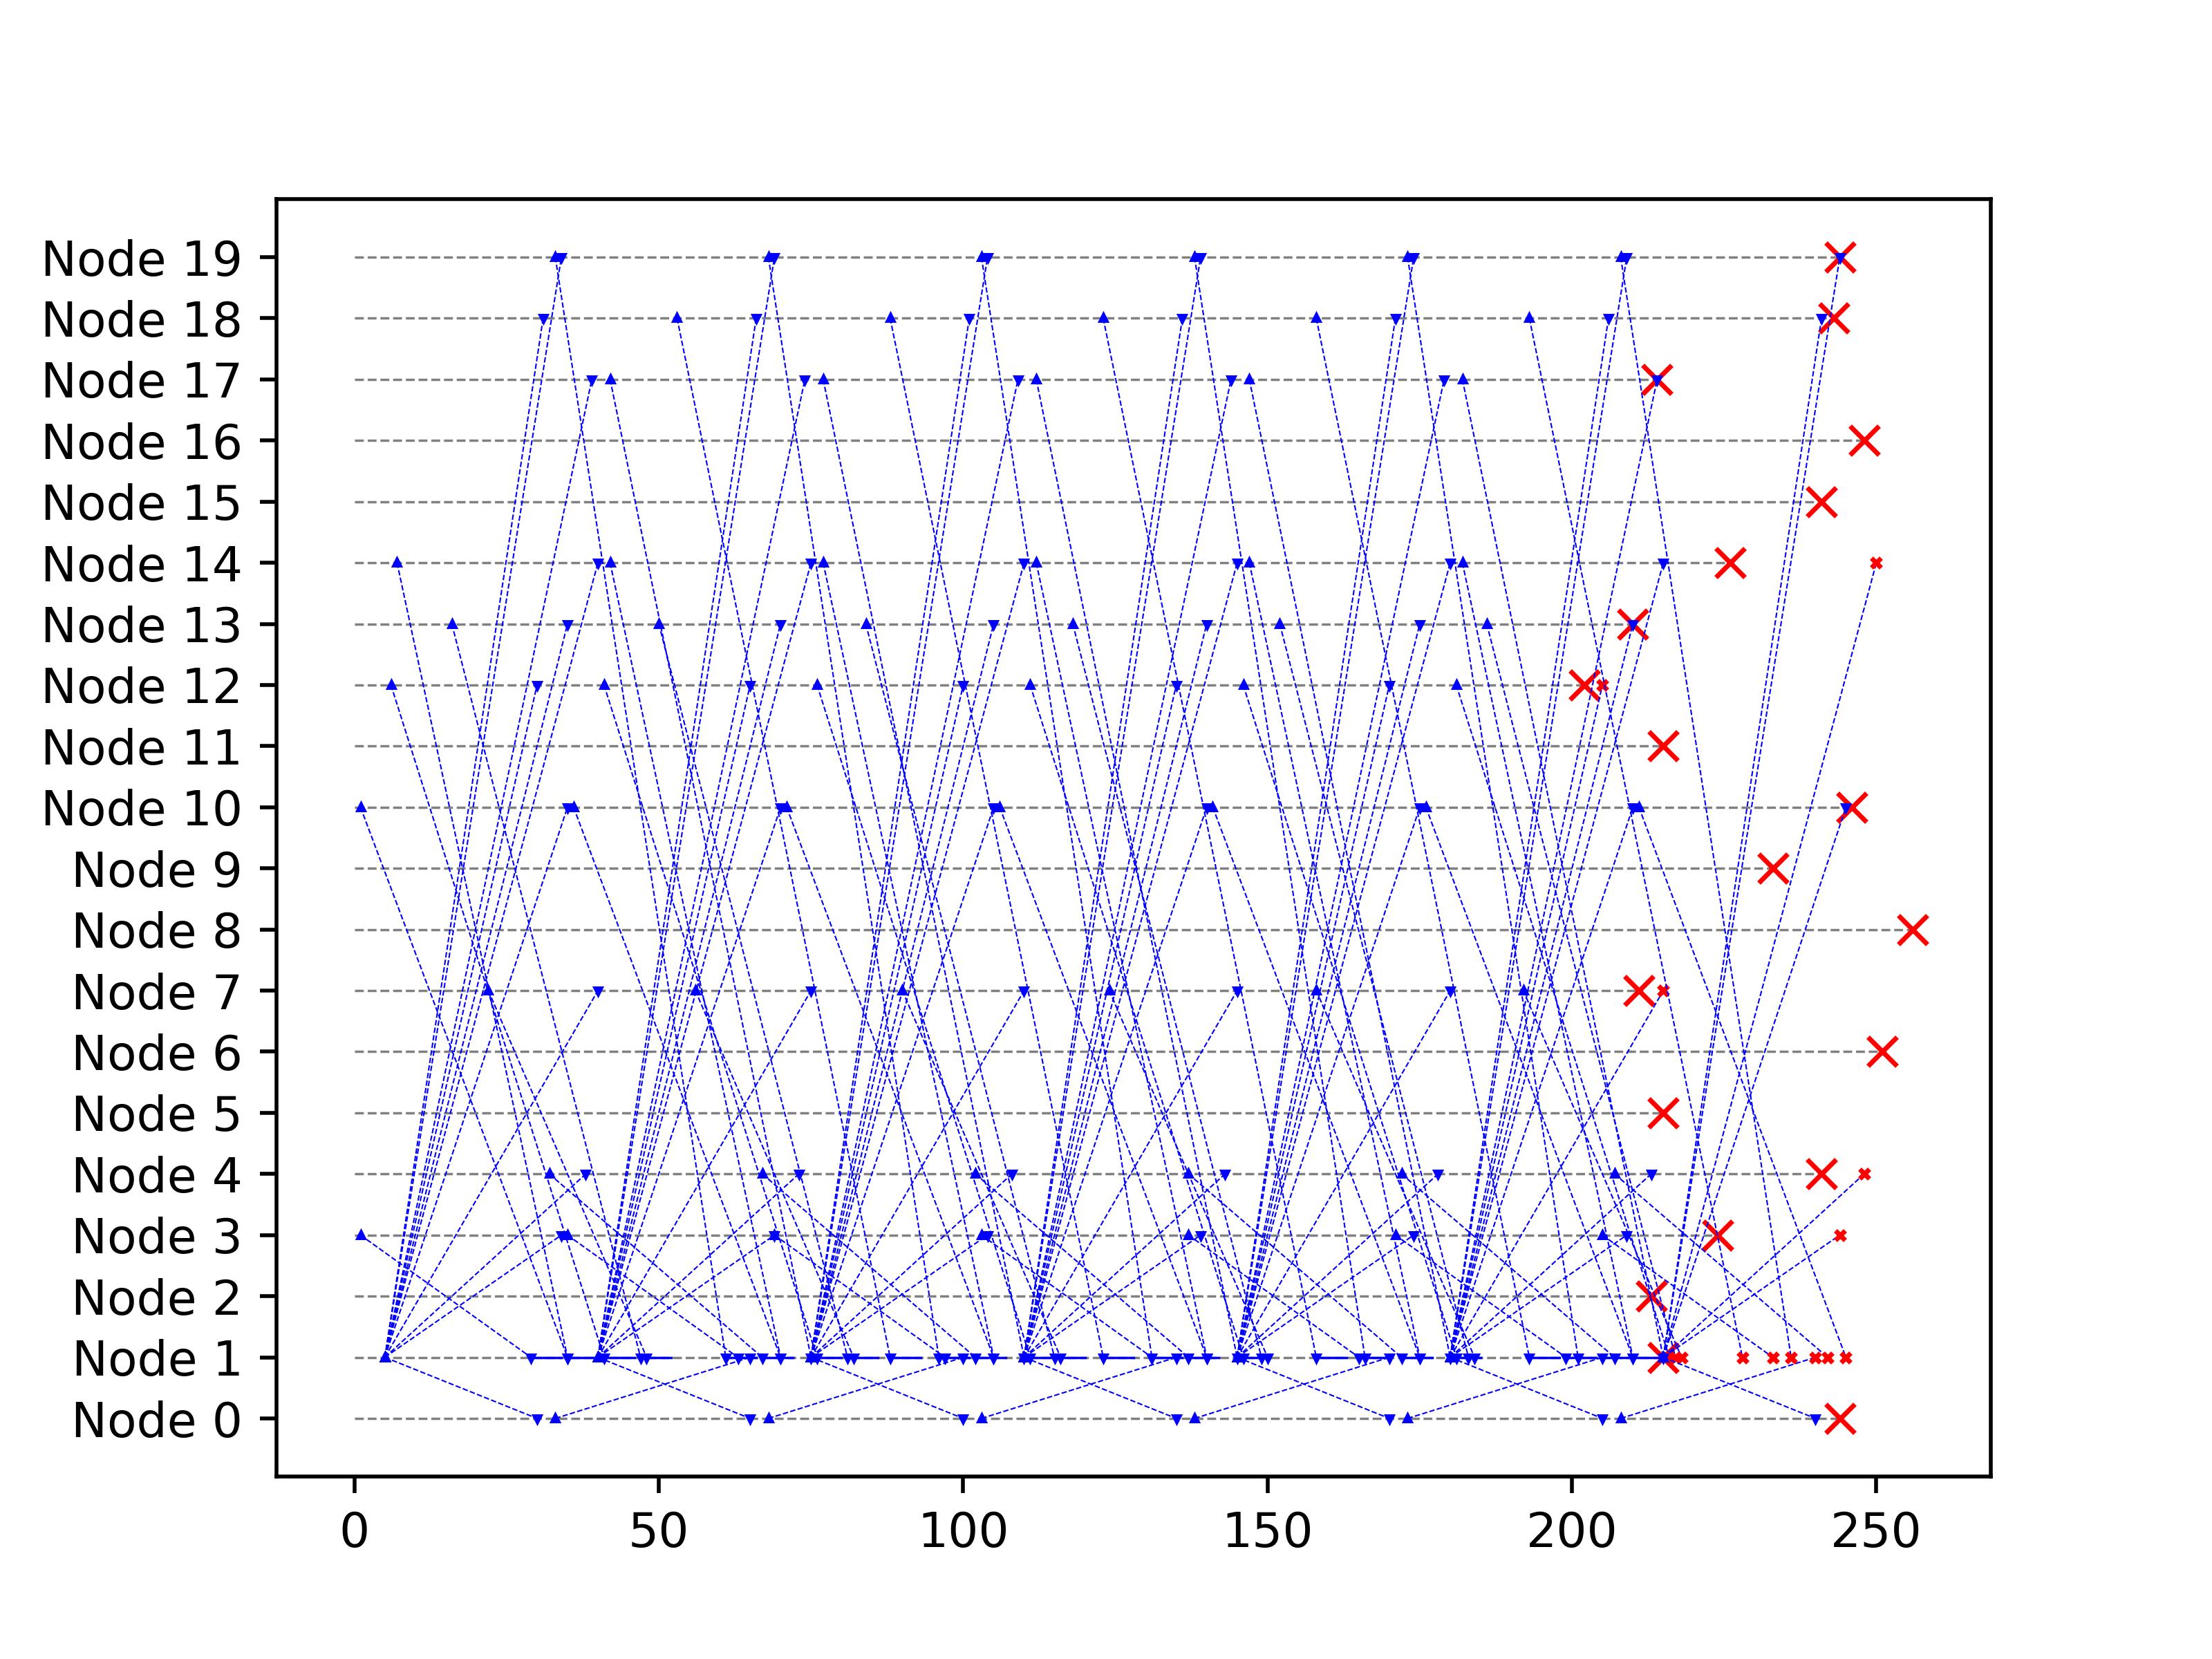 Node 19
Node 18
Node 17
Node 16
Node 15
Node 14
Node 13
Node 12
Node 11
Node 10
Node 9
Node 8
Node 7
Node 6
Node 5
Node 4
Node 3
Node 2
Node 1
Node 0
0 50 100 150 200 250